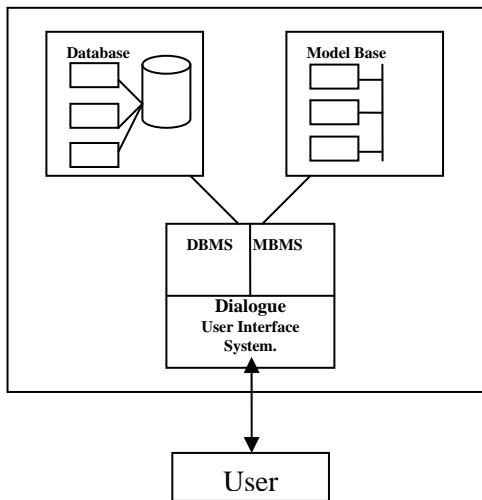 Database
Model Base
DBMS
MBMS
Dialogue
User Interface
System.
User